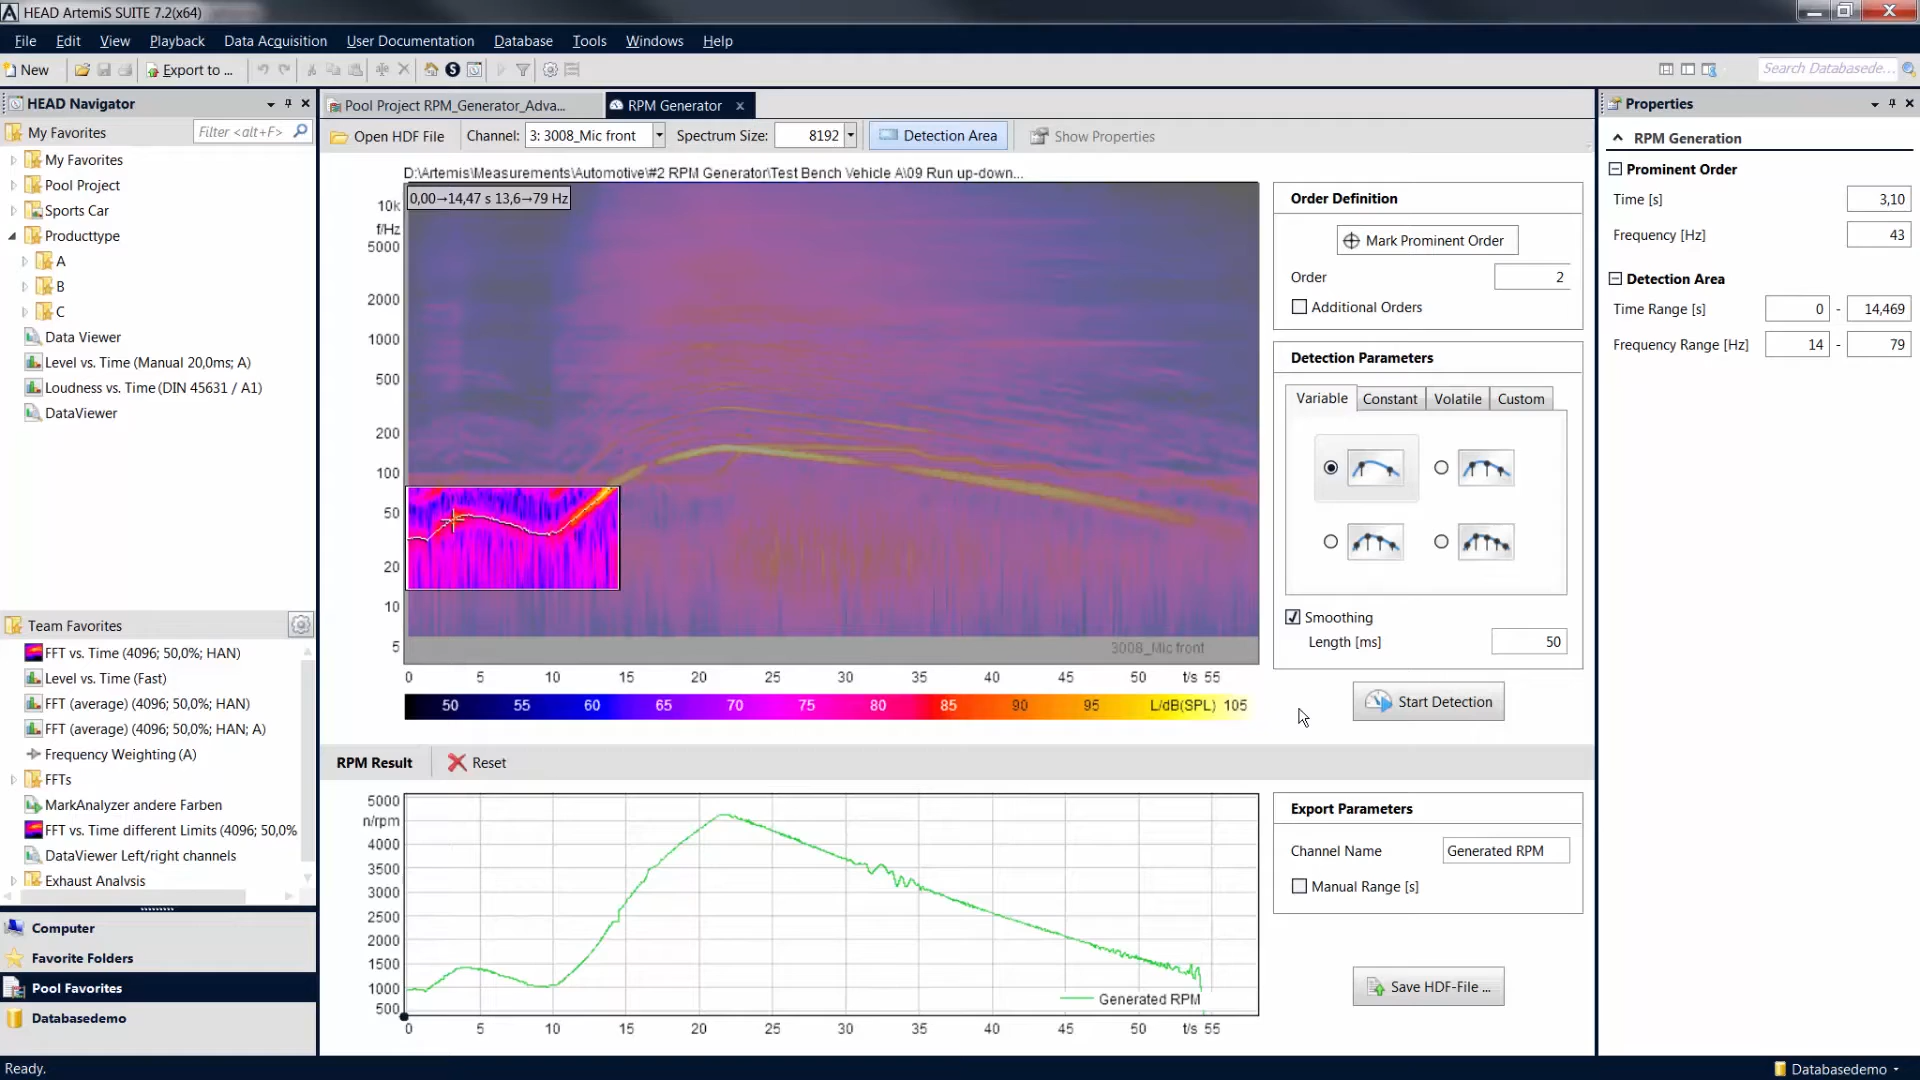 HEAD ArtemiS SUITE 7.2(x64)
File Edit View Playback Data Acquisition User Documentation Database Tools Windows Help
New Export to ... Search Databasede...
HEAD Navigator
My Favorites Filter <alt+F>
My Favorites
Pool Project
Sports Car
Producttype
A
B
C
Data Viewer
Level vs. Time (Manual 20,0ms; A)
Loudness vs. Time (DIN 45631 / A1)
DataViewer
Team Favorites
FFT vs. Time (4096; 50,0%; HAN)
Level vs. Time (Fast)
FFT (average) (4096; 50,0%; HAN)
FFT (average) (4096; 50,0%; HAN; A)
Frequency Weighting (A)
FFTs
MarkAnalyzer andere Farben
FFT vs. Time different Limits (4096; 50,0%
DataViewer Left/right channels
Exhaust Analvsis
Computer
Favorite Folders
Pool Favorites
Databasedemo
Ready.
Pool Project RPM_Generator_Adva... RPM Generator
Open HDF File Channel: 3: 3008_Mic front Spectrum Size: 8192 Detection Area Show Properties
D:\Artemis\Measurements\Automotive\#2 RPM Generator\Test Bench Vehicle A\09 Run up-down...
0,00→14,47 s 13,6→79 Hz
10k
f/Hz
5000
2000
1000
500
200
100
50
20
10
5
3008_Mic front
0 5 10 15 20 25 30 35 40 45 50 t/s 55
50 55 60 65 70 75 80 85 90 95 L/dB(SPL) 105
RPM Result Reset
5000
n/rpm
4000
3500
3000
2500
2000
1500
1000
500
Generated RPM
0 5 10 15 20 25 30 35 40 45 50 t/s 55
Order Definition
Mark Prominent Order
Order 2
Additional Orders
Detection Parameters
Variable Constant Volatile Custom
Smoothing
Length [ms] 50
Start Detection
Export Parameters
Channel Name Generated RPM
Manual Range [s]
Save HDF-File ...
Properties
RPM Generation
Prominent Order
Time [s] 3,10
Frequency [Hz] 43
Detection Area
Time Range [s] 0 - 14,469
Frequency Range [Hz] 14 - 79
Databasedemo